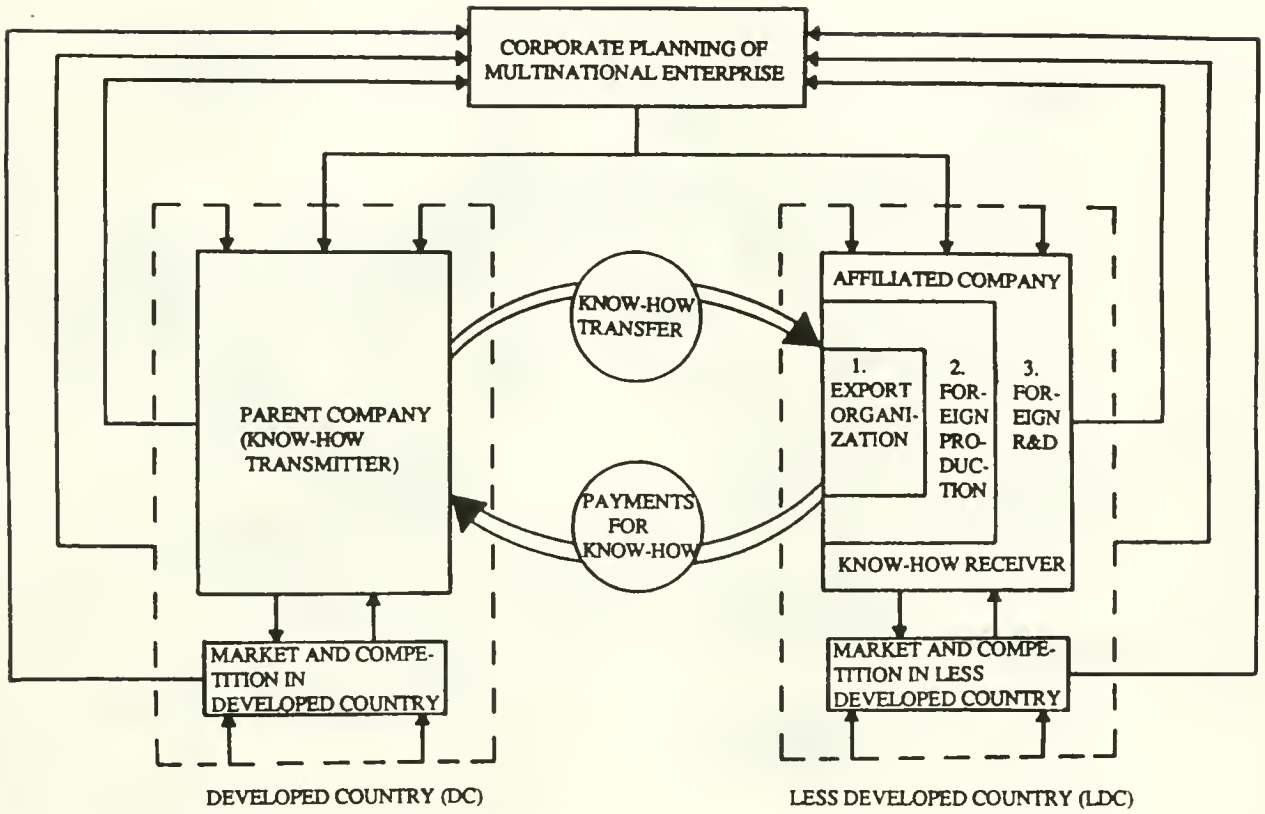 CORPORATE PLANNING OF
MULTINATIONAL ENTERPRISE
KNOW-HOW
TRANSFER
PARENT COMPANY
(KNOW-HOW
TRANSMITTER)
PAYMENTS
FOR
KNOW-HOW
AFFILIATED COMPANY
1.
EXPORT
ORGANI-
ZATION
2.
FOR-
EIGN
PRO-
DUC-
TION
3.
FOR-
EIGN
R&D
KNOW-HOW RECEIVER
MARKET AND COMPE-
TITION IN
DEVELOPED COUNTRY
MARKET AND COMPE-
TITION IN LESS
DEVELOPED COUNTRY
DEVELOPED COUNTRY (DC)
LESS DEVELOPED COUNTRY (LDC)